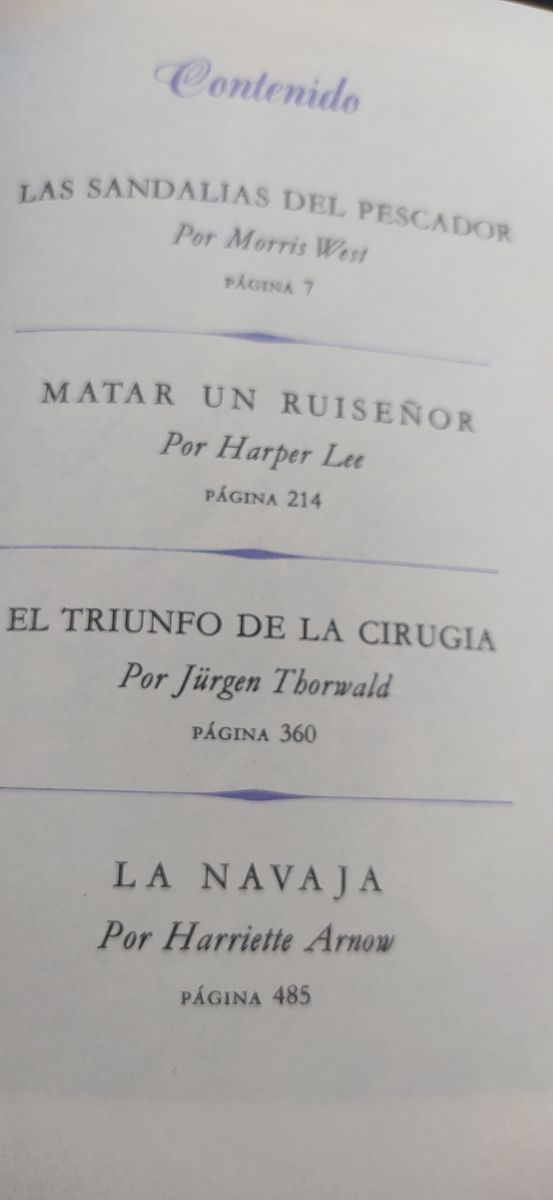 Contenido
LAS SANDALIAS DEL PESCADOR
Por Morris West
PÁGINA 7
MATAR UN RUISEÑOR
Por Harper Lee
PÁGINA 214
EL TRIUNFO DE LA CIRUGIA
Por Jürgen Thorwald
PÁGINA 360
LA NAVAJA
Por Harriette Arnow
PÁGINA 485